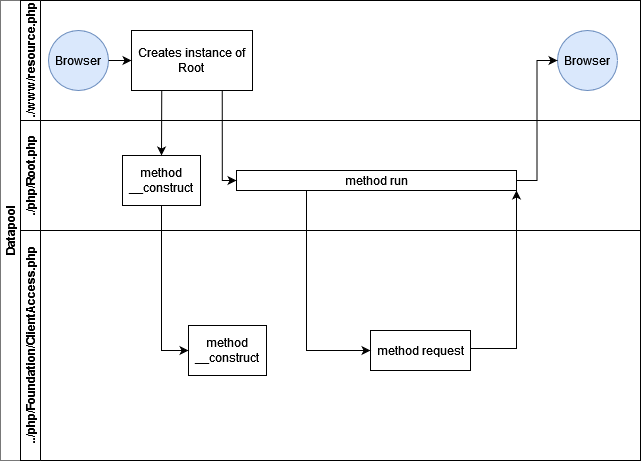 Datapool
./www/resource.php
Browser
Creates instance of
Root
Browser
./php/Root.php
method
__construct
method run
../php/Foundation/ClientAccess.php
method
__construct
method request